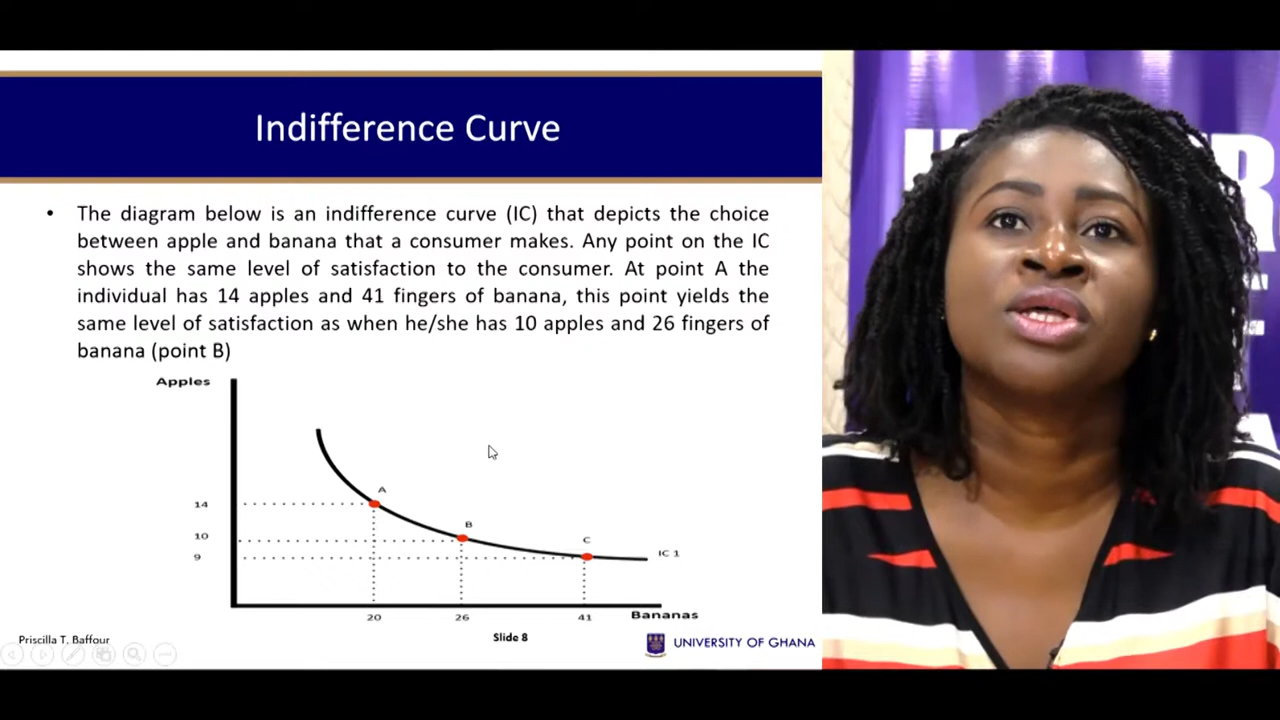 Indifference Curve
• The diagram below is an indifference curve (IC) that depicts the choice
between apple and banana that a consumer makes. Any point on the IC
shows the same level of satisfaction to the consumer. At point A the
individual has 14 apples and 41 fingers of banana, this point yields the
same level of satisfaction as when he/she has 10 apples and 26 fingers of
banana (point B)
Apples
A
14
B
10
C
9
IC 1
20 26 41 Bananas
Priscilla T. Baffour
Slide 8
UNIVERSITY OF GHANA